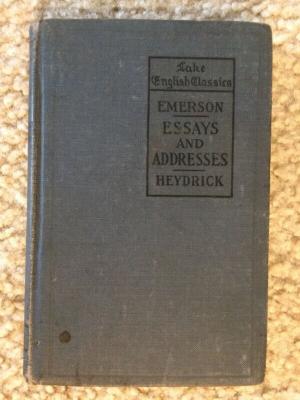 Lake
English Classics
EMERSON
ESSAYS
AND
ADDRESSES
HEYDRICK